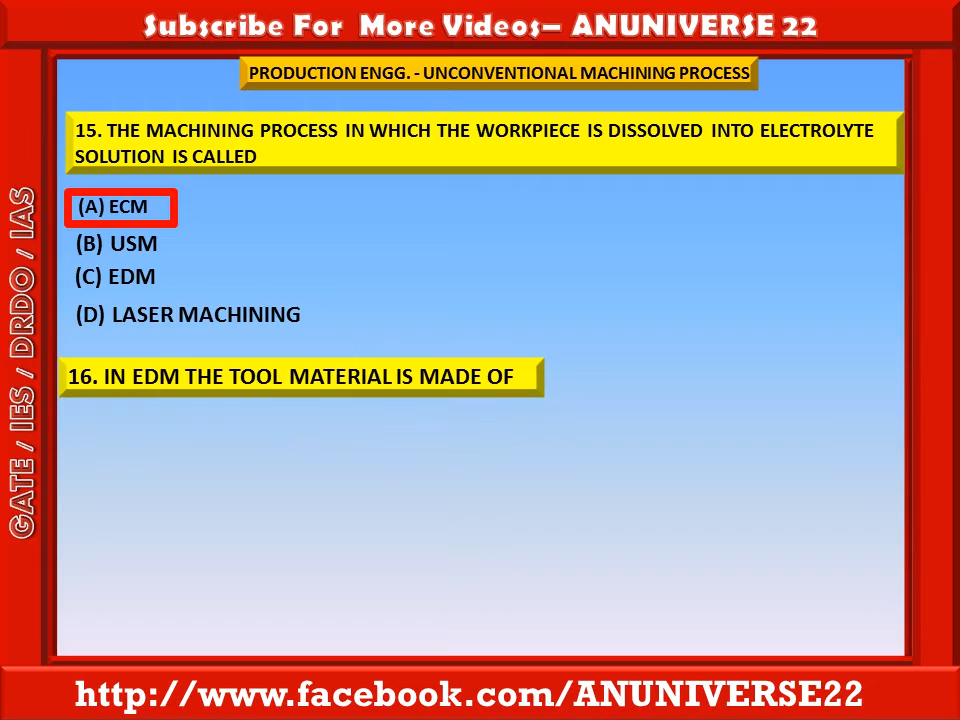 Subscribe For More Videos– ANUNIVERSE 22
PRODUCTION ENGG. - UNCONVENTIONAL MACHINING PROCESS
15. THE MACHINING PROCESS IN WHICH THE WORKPIECE IS DISSOLVED INTO ELECTROLYTE
SOLUTION IS CALLED
(A) ECM
(B) USM
(C) EDM
(D) LASER MACHINING
16. IN EDM THE TOOL MATERIAL IS MADE OF
GATE / IES / DRDO / IAS
http://www.facebook.com/ANUNIVERSE22